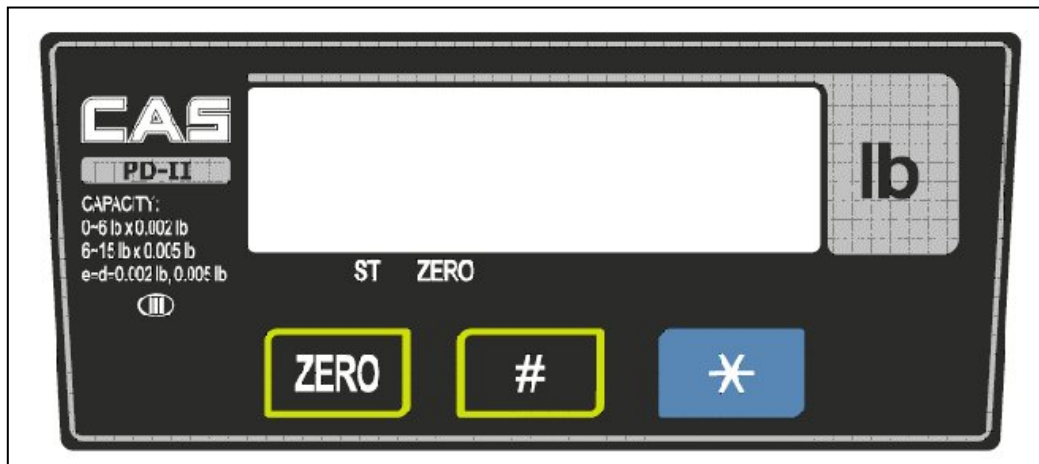 CAS
PD-II
CAPACITY:
0~6 lb x 0.002 lb
6~15 lb x 0.005 lb
e=d=0.002 lb, 0.005 lb
III
lb
ST ZERO
ZERO # *